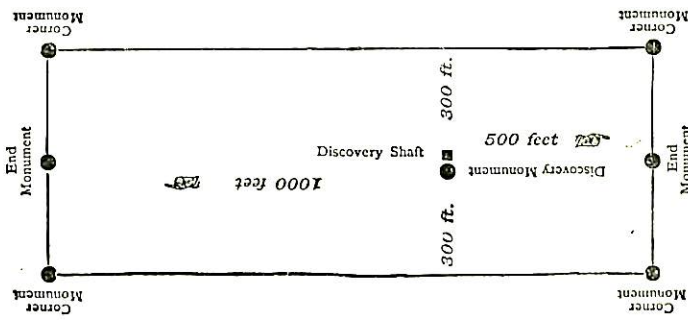 Corner
Monument
Corner
Monument
300 ft.
End
Monument
Discovery Shaft
500 feet
Discovery Monument
End
Monument
1000 feet
300 ft.
Corner
Monument
Corner
Monument